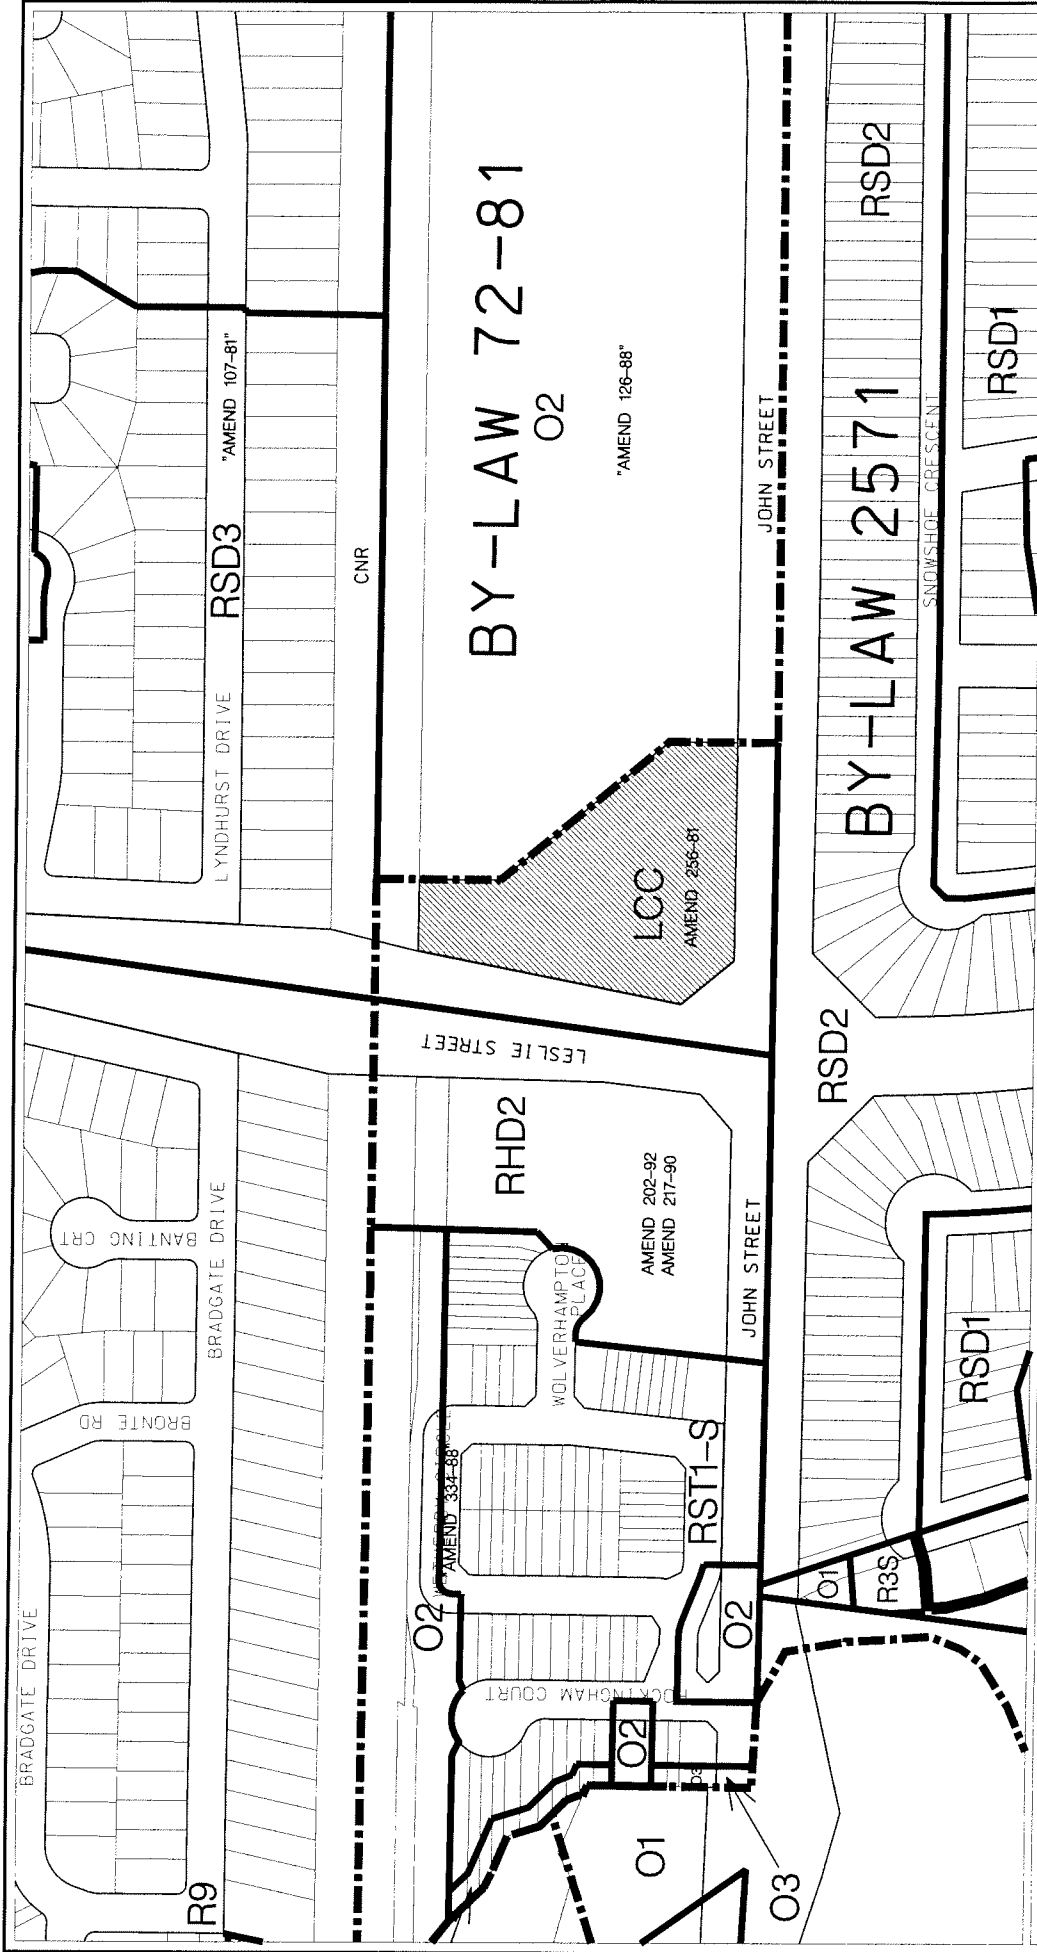 "AMEND 107-81"
RSD3
LYNDHURST DRIVE
CNR
BY-LAW 72-81
O2
"AMEND 126-88"
JOHN STREET
RSD2
BY-LAW 2571
SNOWSHOE CRESCENT
RSD1
LCC
AMEND 256-81
LESLIE STREET
RSD2
BANTING CRT
BRADGATE DRIVE
BRONTE RD
BRADGATE DRIVE
R9
RHD2
AMEND 202-92
AMEND 217-90
WOLVERHAMPTON
PLACE
JOHN STREET
"AMEND 334-88"
RST1-S
O2
O2
ROCKINGHAM COURT
O2
O3
O1
O3
RSD1
O1
R3S